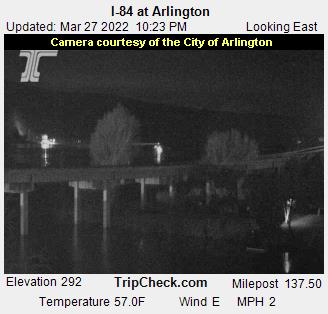 I-84 at Arlington
Updated: Mar 27 2022 10:23 PM Looking East
Camera courtesy of the City of Arlington
Elevation 292 TripCheck.com Milepost 137.50
Temperature 57.0F Wind E MPH 2